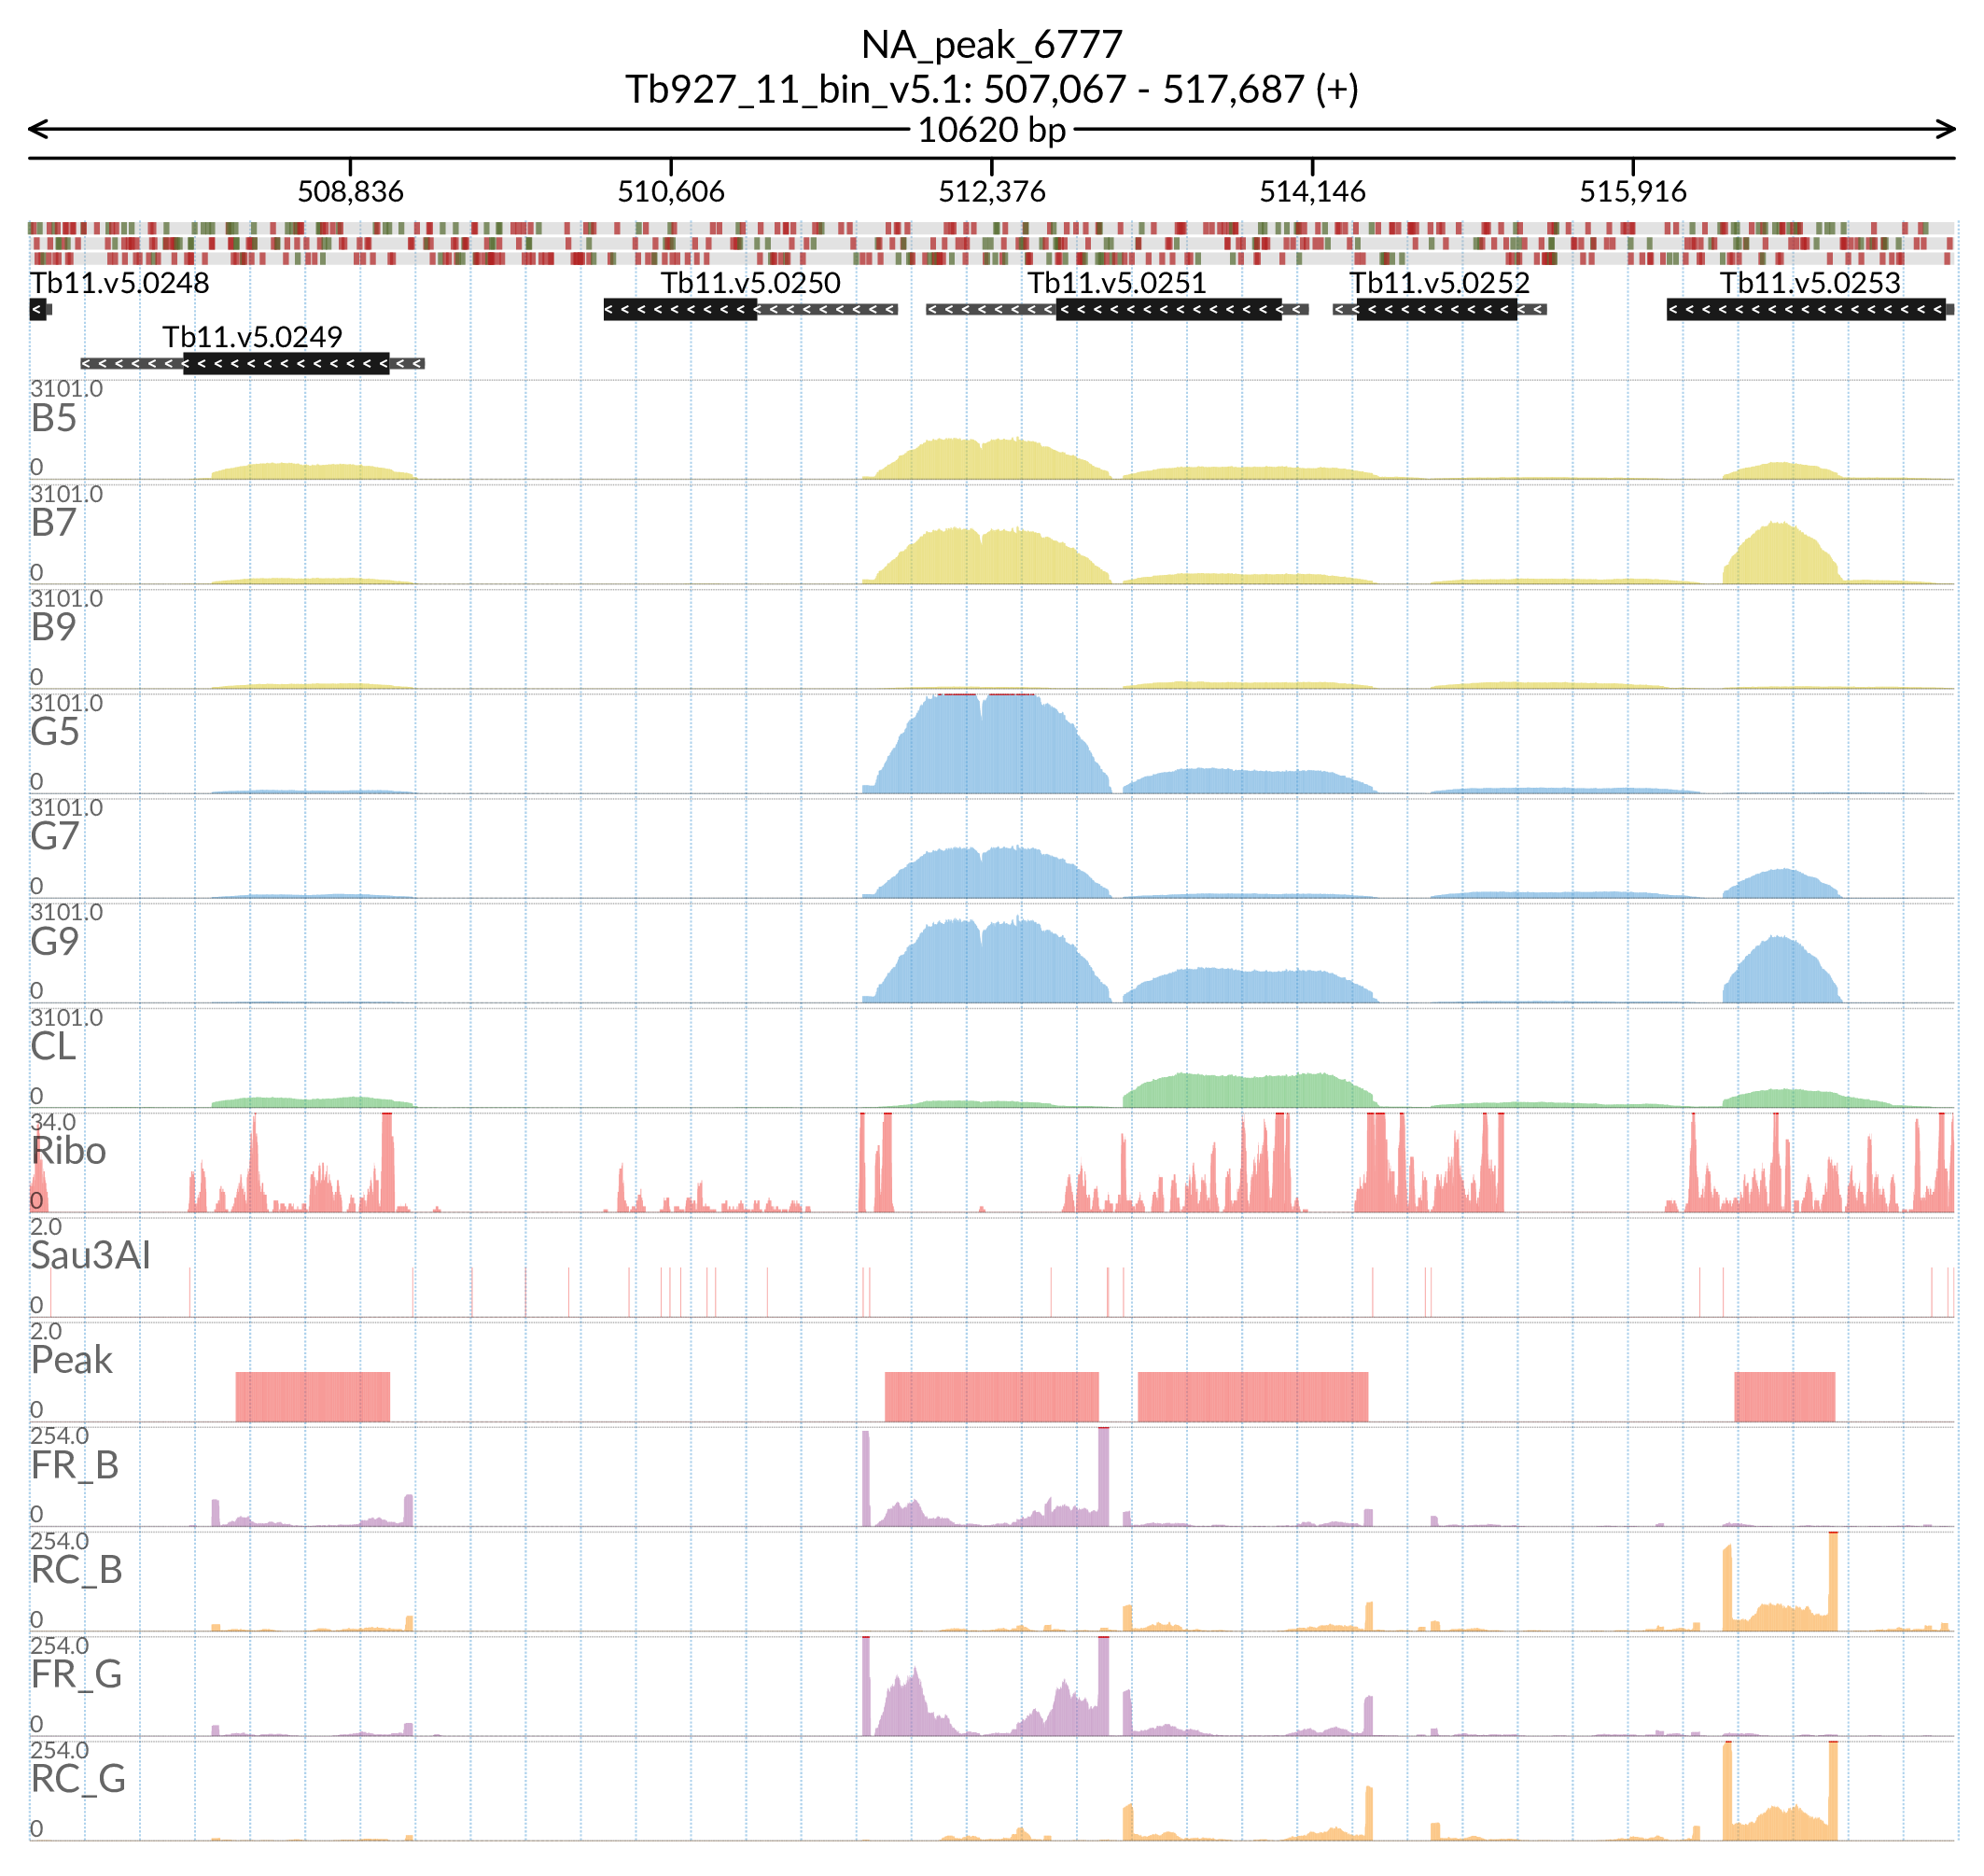 NA_peak_6777
Tb927_11_bin_v5.1: 507,067 - 517,687 (+)
10620 bp
508,836 510,606 512,376 514,146 515,916
Tb11.v5.0248 Tb11.v5.0250 Tb11.v5.0251 Tb11.v5.0252 Tb11.v5.0253
Tb11.v5.0249
3101.0
B5
0
3101.0
B7
0
3101.0
B9
0
3101.0
G5
0
3101.0
G7
0
3101.0
G9
0
3101.0
CL
0
34.0
Ribo
0
2.0
Sau3AI
0
2.0
Peak
0
254.0
FR_B
0
254.0
RC_B
0
254.0
FR_G
0
254.0
RC_G
0